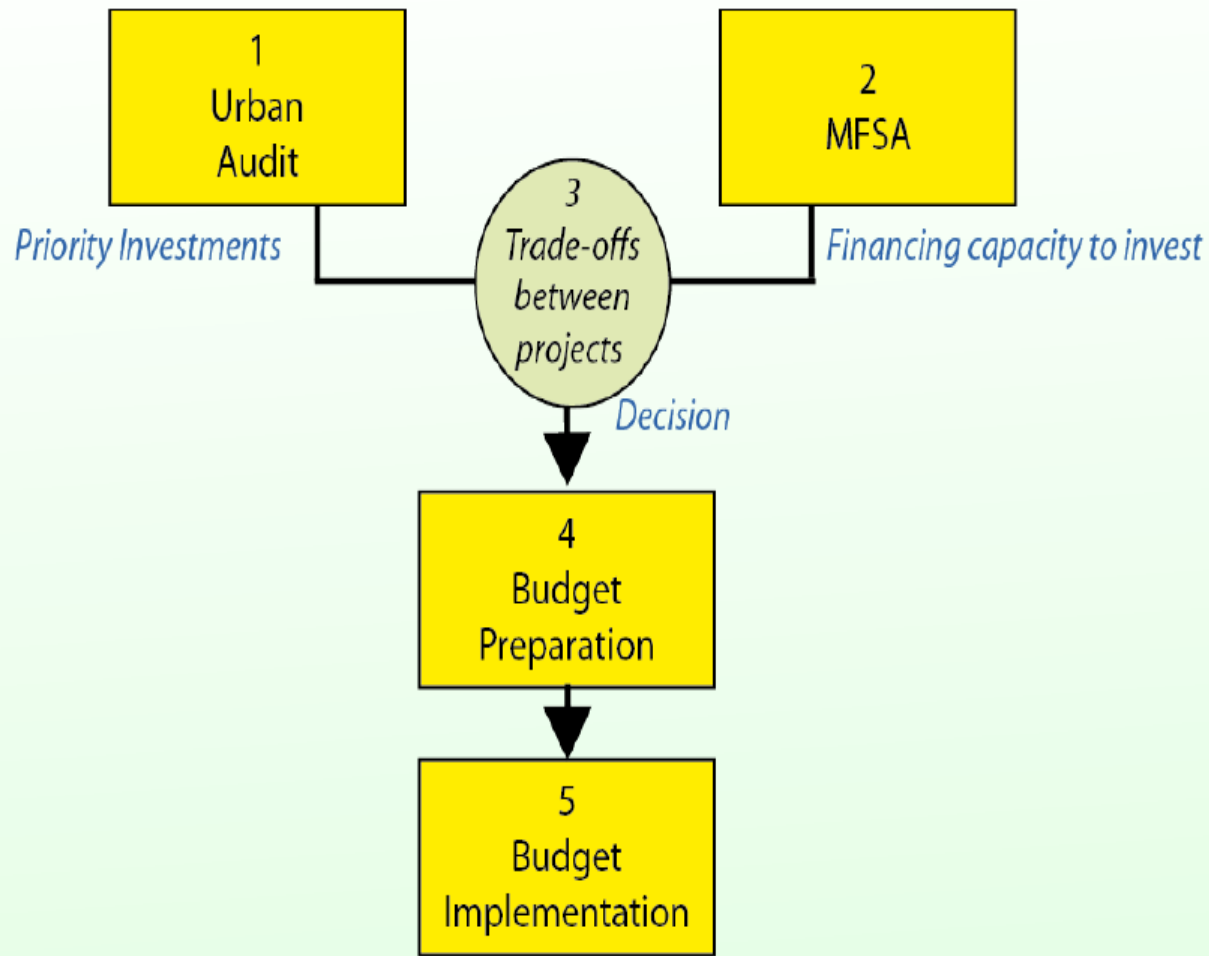 1
Urban
Audit
2
MFSA
Priority Investments
3
Trade-offs
between
projects
Financing capacity to invest
Decision
4
Budget
Preparation
5
Budget
Implementation